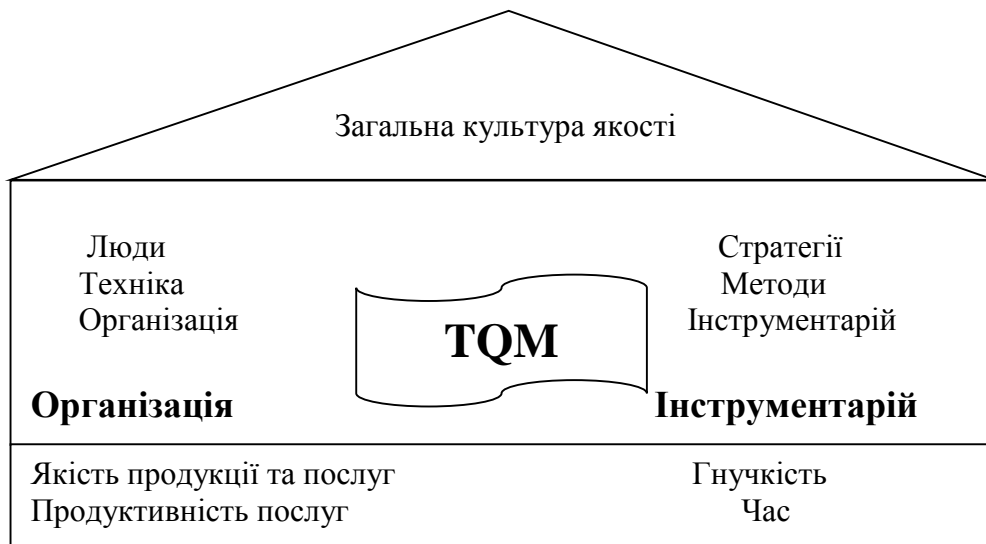 Загальна культура якості
Люди
Техніка
Організація
Стратегії
Методи
Інструментарій
TQM
Організація
Інструментарій
Якість продукції та послуг
Продуктивність послуг
Гнучкість
Час